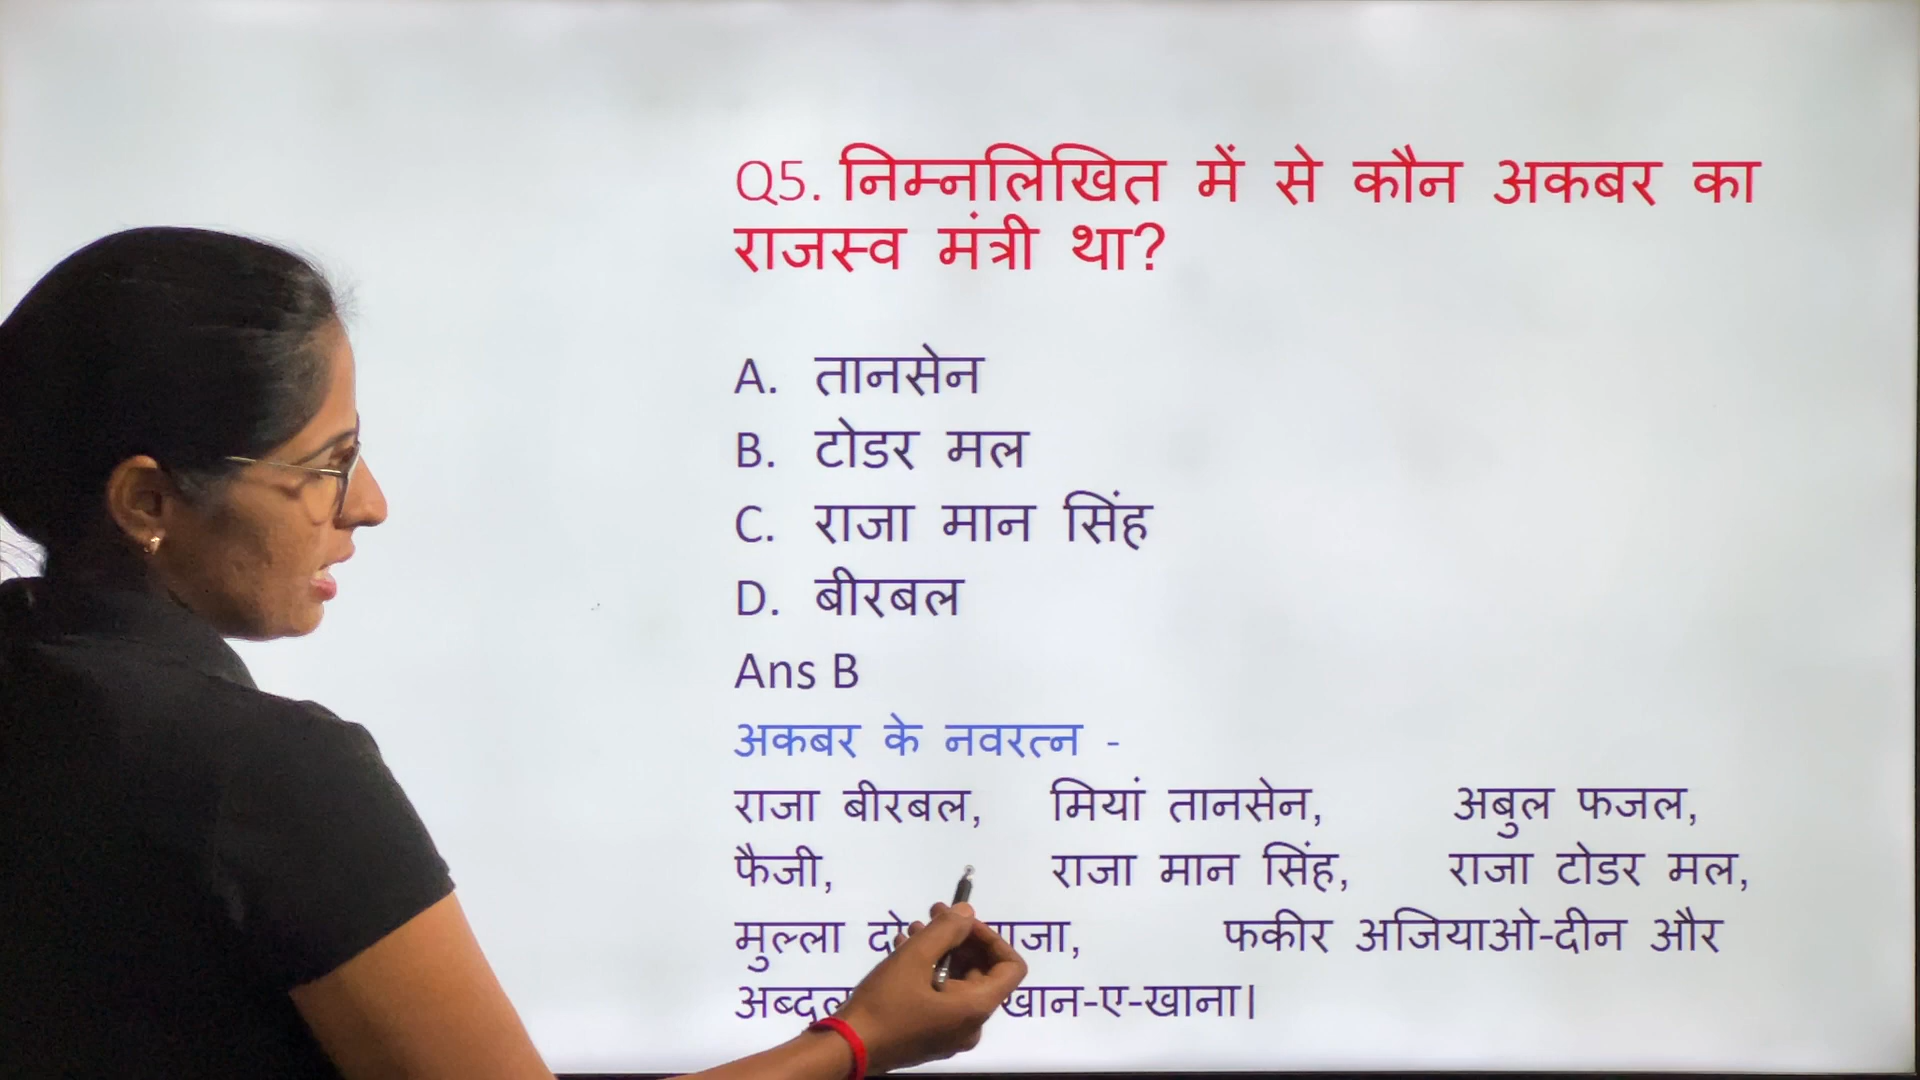 Q5. निम्नलिखित में से कौन अकबर का
राजस्व मंत्री था?
A. तानसेन
B. टोडर मल
C. राजा मान सिंह
D. बीरबल
Ans B
अकबर के नवरत्न -
राजा बीरबल, मियां तानसेन, अबुल फजल,
फैजी, राजा मान सिंह, राजा टोडर मल,
मुल्ला फकीर अजियाओ-दीन और
खान-ए-खाना।